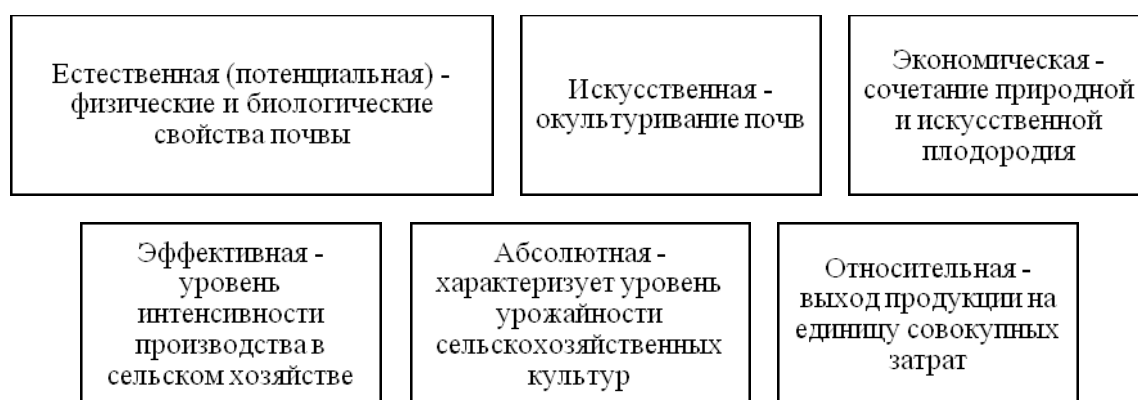 Естественная (потенциальная) -
физические и биологические
свойства почвы
Искусственная -
окультуривание почв
Экономическая -
сочетание природной
и искусственной
плодородия
Эффективная -
уровень
интенсивности
производства в
сельском хозяйстве
Абсолютная -
характеризует уровень
урожайности
сельскохозяйственных
культур
Относительная -
выход продукции на
единицу совокупных
затрат